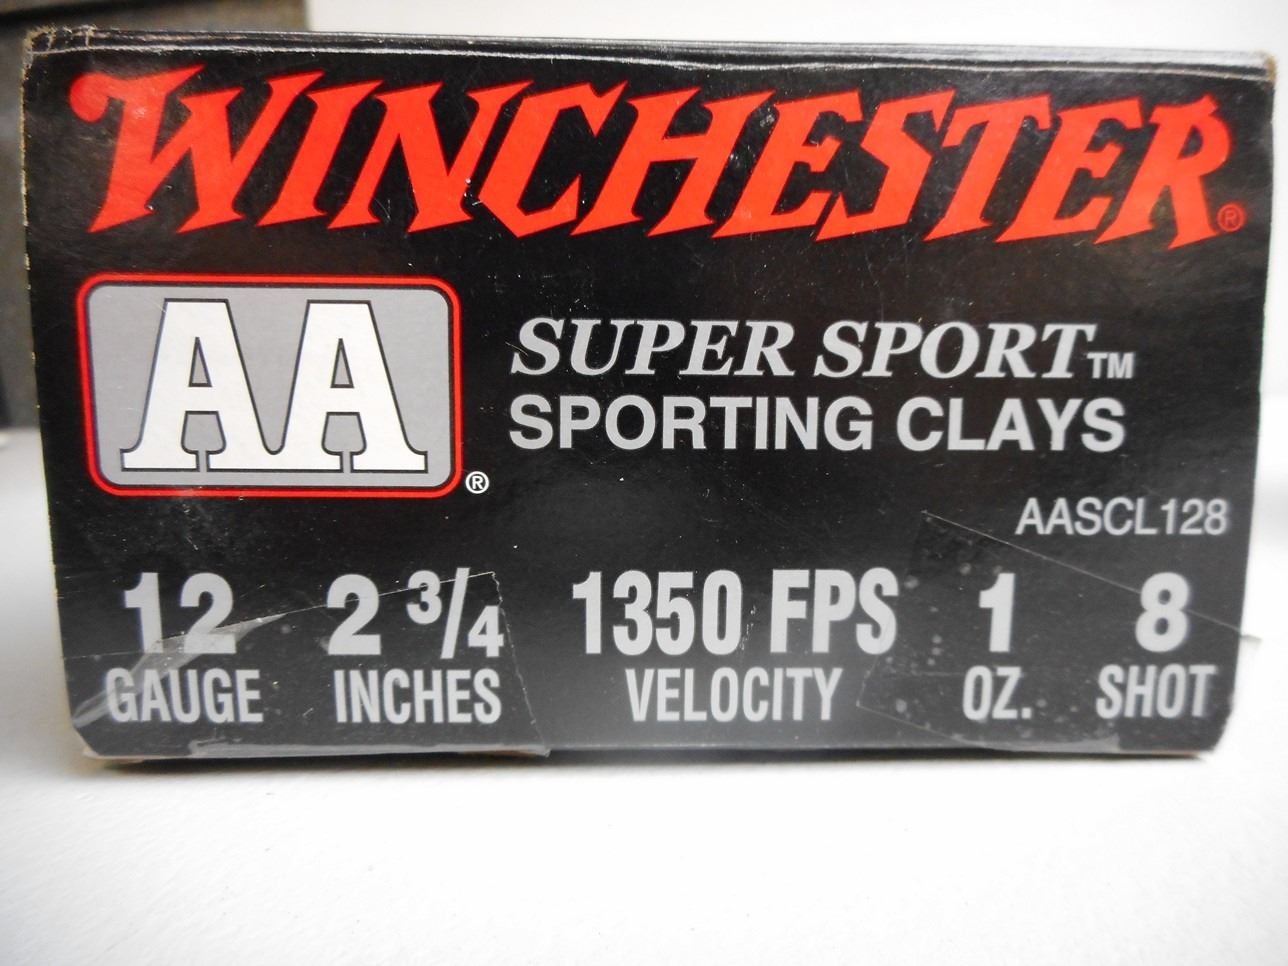 WINCHESTER®
AA®
SUPER SPORT™
SPORTING CLAYS
AASCL128
12 2 3/4 1350 FPS 1 8
GAUGE INCHES VELOCITY OZ. SHOT